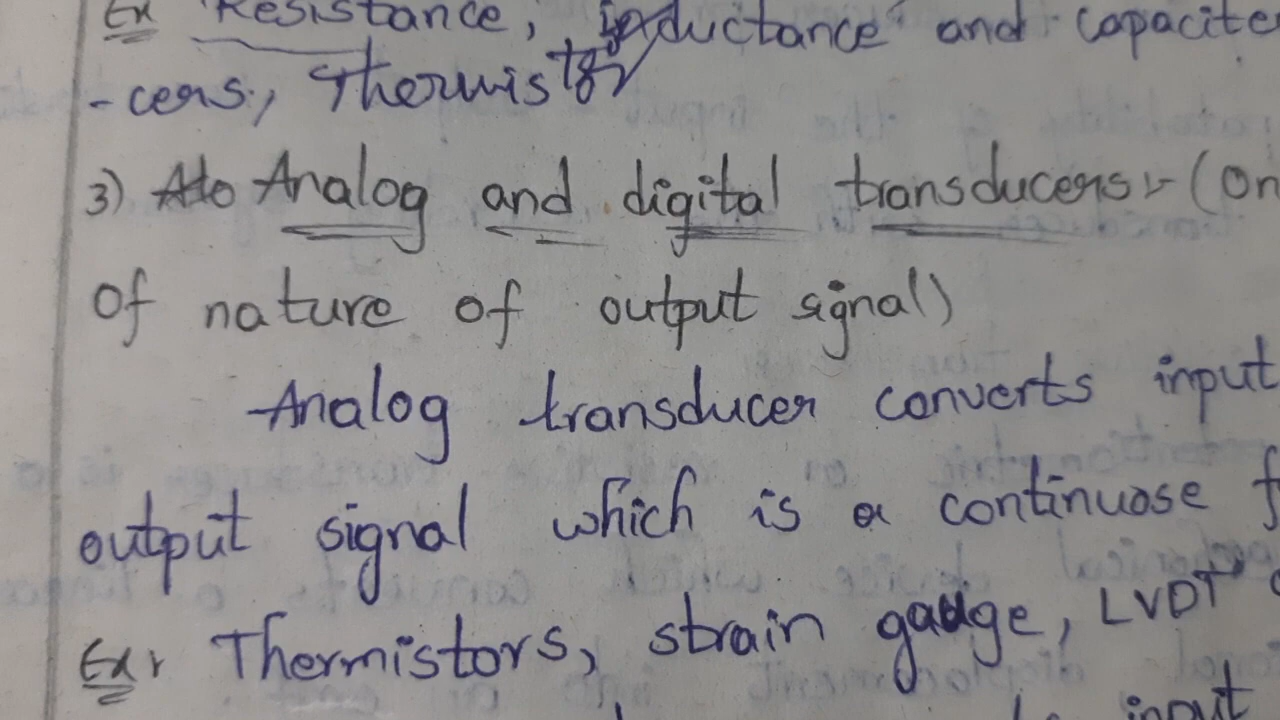 Ex Resistance, inductance and capacite
-cers, Thermistor
3) Analog and digital transducers:- (On
of nature of output signal)
Analog transducer converts input
output signal which is a continuose f
Ex: Thermistors, strain gauge, LVDT
input